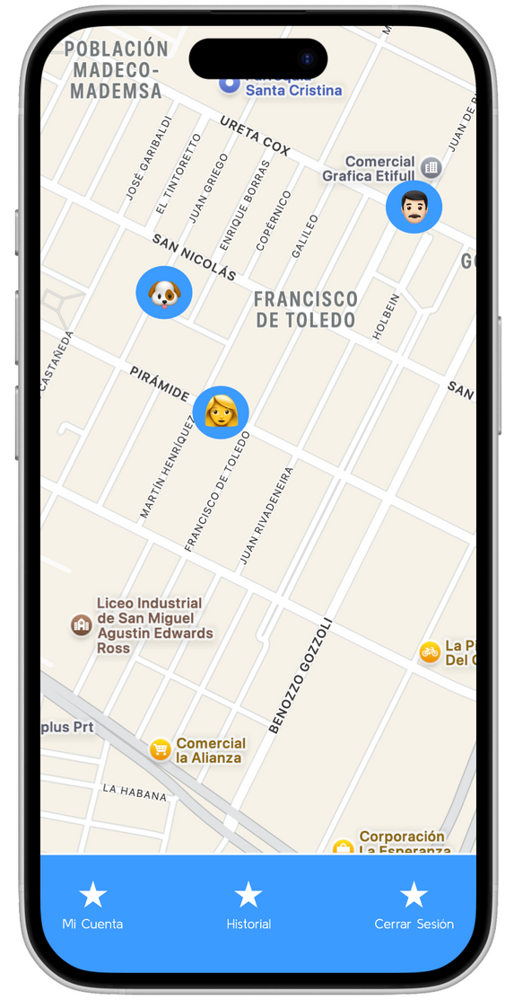 POBLACIÓN
MADECO-
MADEMSA
Santa Cristina
URETA COX
JUAN DE
Comercial
Grafica Etifull
JOSÉ GARIBALDI
EL TINTORETTO
JUAN GRIEGO
ENRIQUE BORRAS
COPÉRNICO
GALILEO
SAN NICOLÁS
FRANCISCO
DE TOLEDO
HOLBEIN
CASTAÑEDA
PIRÁMIDE
SAN
MARTÍN HENRÍQUEZ
FRANCISCO DE TOLEDO
JUAN RIVADENEIRA
Liceo Industrial
de San Miguel
Agustin Edwards
Ross
BENOZZO GOZZOLI
La
Del
plus Prt
Comercial
la Alianza
LA HABANA
Corporación
La Esperanza
Mi Cuenta
Historial
Cerrar Sesión